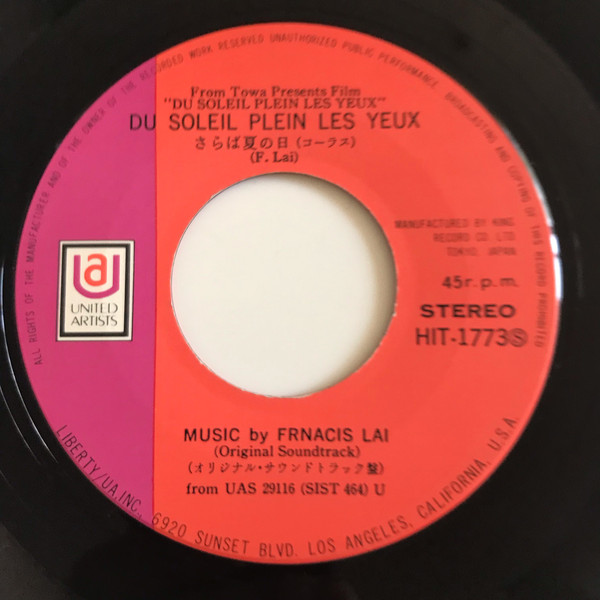 ALL RIGHTS OF THE MANUFACTURER AND OF THE OWNER OF THE RECORDED WORK RESERVED UNAUTHORIZED PUBLIC PERFORMANCE, BROADCASTING AND COPYING OF THIS RECORD PROHIBITED
From Towa Presents Film
"DU SOLEIL PLEIN LES YEUX"
DU SOLEIL PLEIN LES YEUX
さらば夏の日 (コーラス)
(F. Lai)
MANUFACTURED BY KING
RECORD CO. LTD
TOKYO, JAPAN
45 r.p.m.
STEREO
HIT-1773Ⓢ
UA
UNITED
ARTISTS
MUSIC by FRNACIS LAI
(Original Soundtrack)
(オリジナル・サウンドトラック盤)
from UAS 29116 (SIST 464) U
LIBERTY/UA, INC., 6920 SUNSET BLVD. LOS ANGELES, CALIFORNIA, U.S.A.